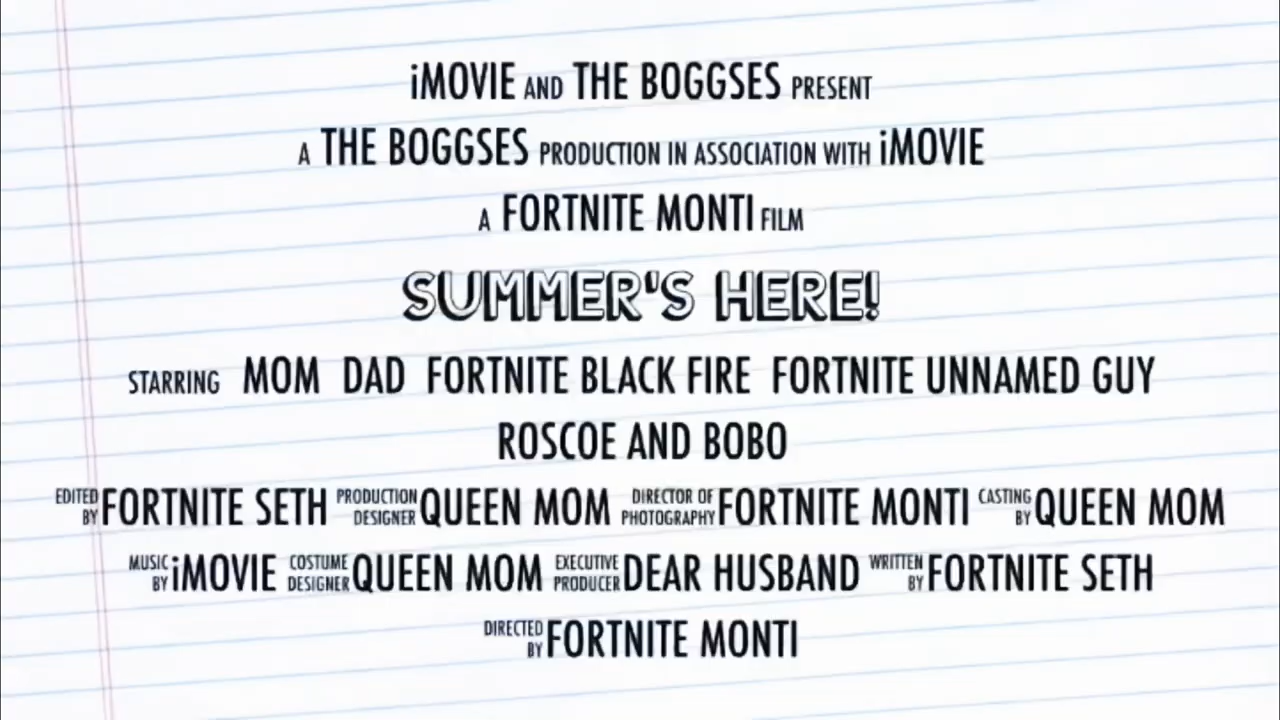 iMOVIE AND THE BOGGSES PRESENT
A THE BOGGSES PRODUCTION IN ASSOCIATION WITH iMOVIE
A FORTNITE MONTI FILM
SUMMER'S HERE!
STARRING MOM DAD FORTNITE BLACK FIRE FORTNITE UNNAMED GUY
ROSCOE AND BOBO
EDITED BY FORTNITE SETH PRODUCTION DESIGNER QUEEN MOM DIRECTOR OF PHOTOGRAPHY FORTNITE MONTI CASTING BY QUEEN MOM
MUSIC BY iMOVIE COSTUME DESIGNER QUEEN MOM EXECUTIVE PRODUCER DEAR HUSBAND WRITTEN BY FORTNITE SETH
DIRECTED BY FORTNITE MONTI